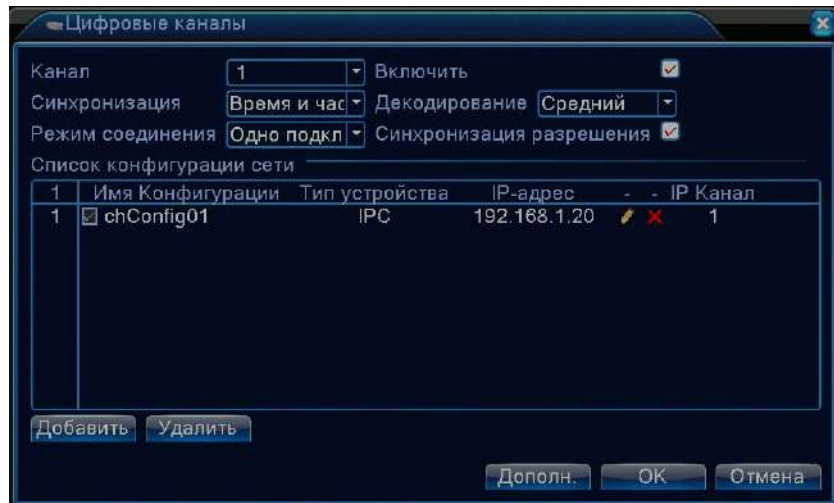 Цифровые каналы
Канал 1 Включить
Синхронизация Время и час Декодирование Средний
Режим соединения Одно подкл Синхронизация разрешения
Список конфигурации сети
1 Имя Конфигурации Тип устройства IP-адрес - - IP Канал
1 chConfig01 IPC 192.168.1.20 1
Добавить Удалить
Дополн. OK Отмена